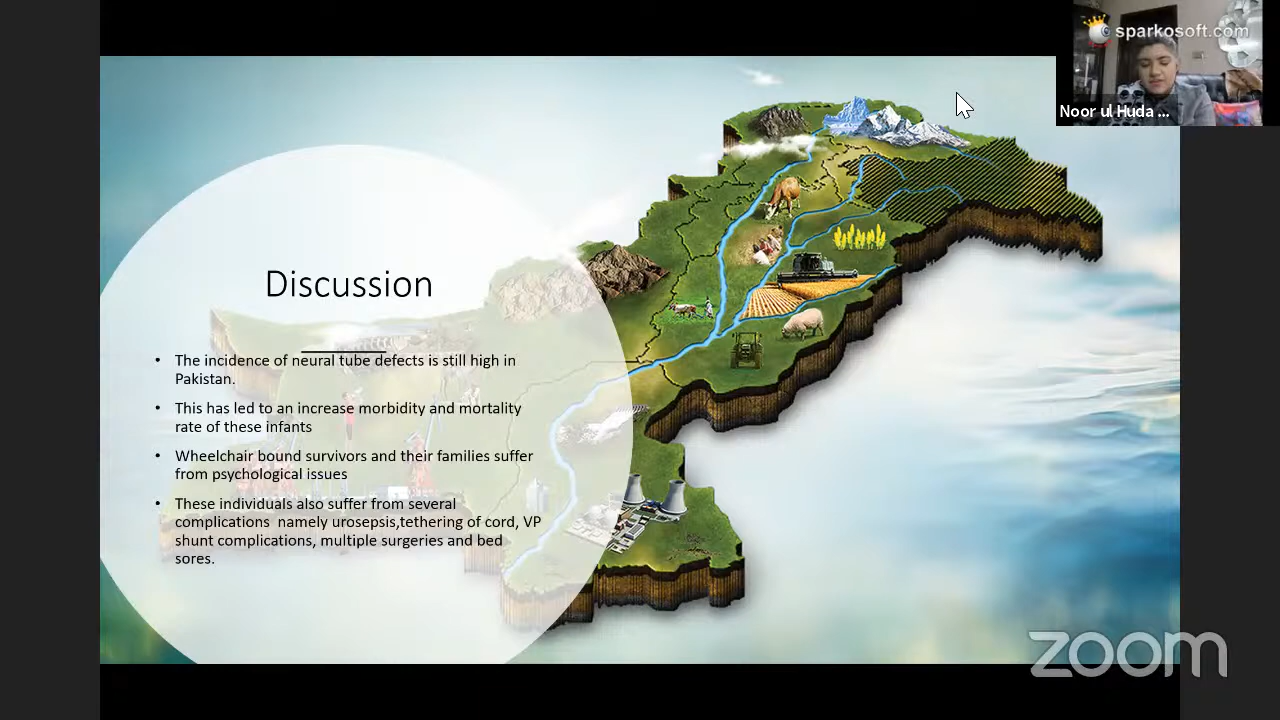 sparkosoft.com
Noor ul Huda ...
Discussion
• The incidence of neural tube defects is still high in
Pakistan.
• This has led to an increase morbidity and mortality
rate of these infants
• Wheelchair bound survivors and their families suffer
from psychological issues
• These individuals also suffer from several
complications namely urosepsis,tethering of cord, VP
shunt complications, multiple surgeries and bed
sores.
zoom